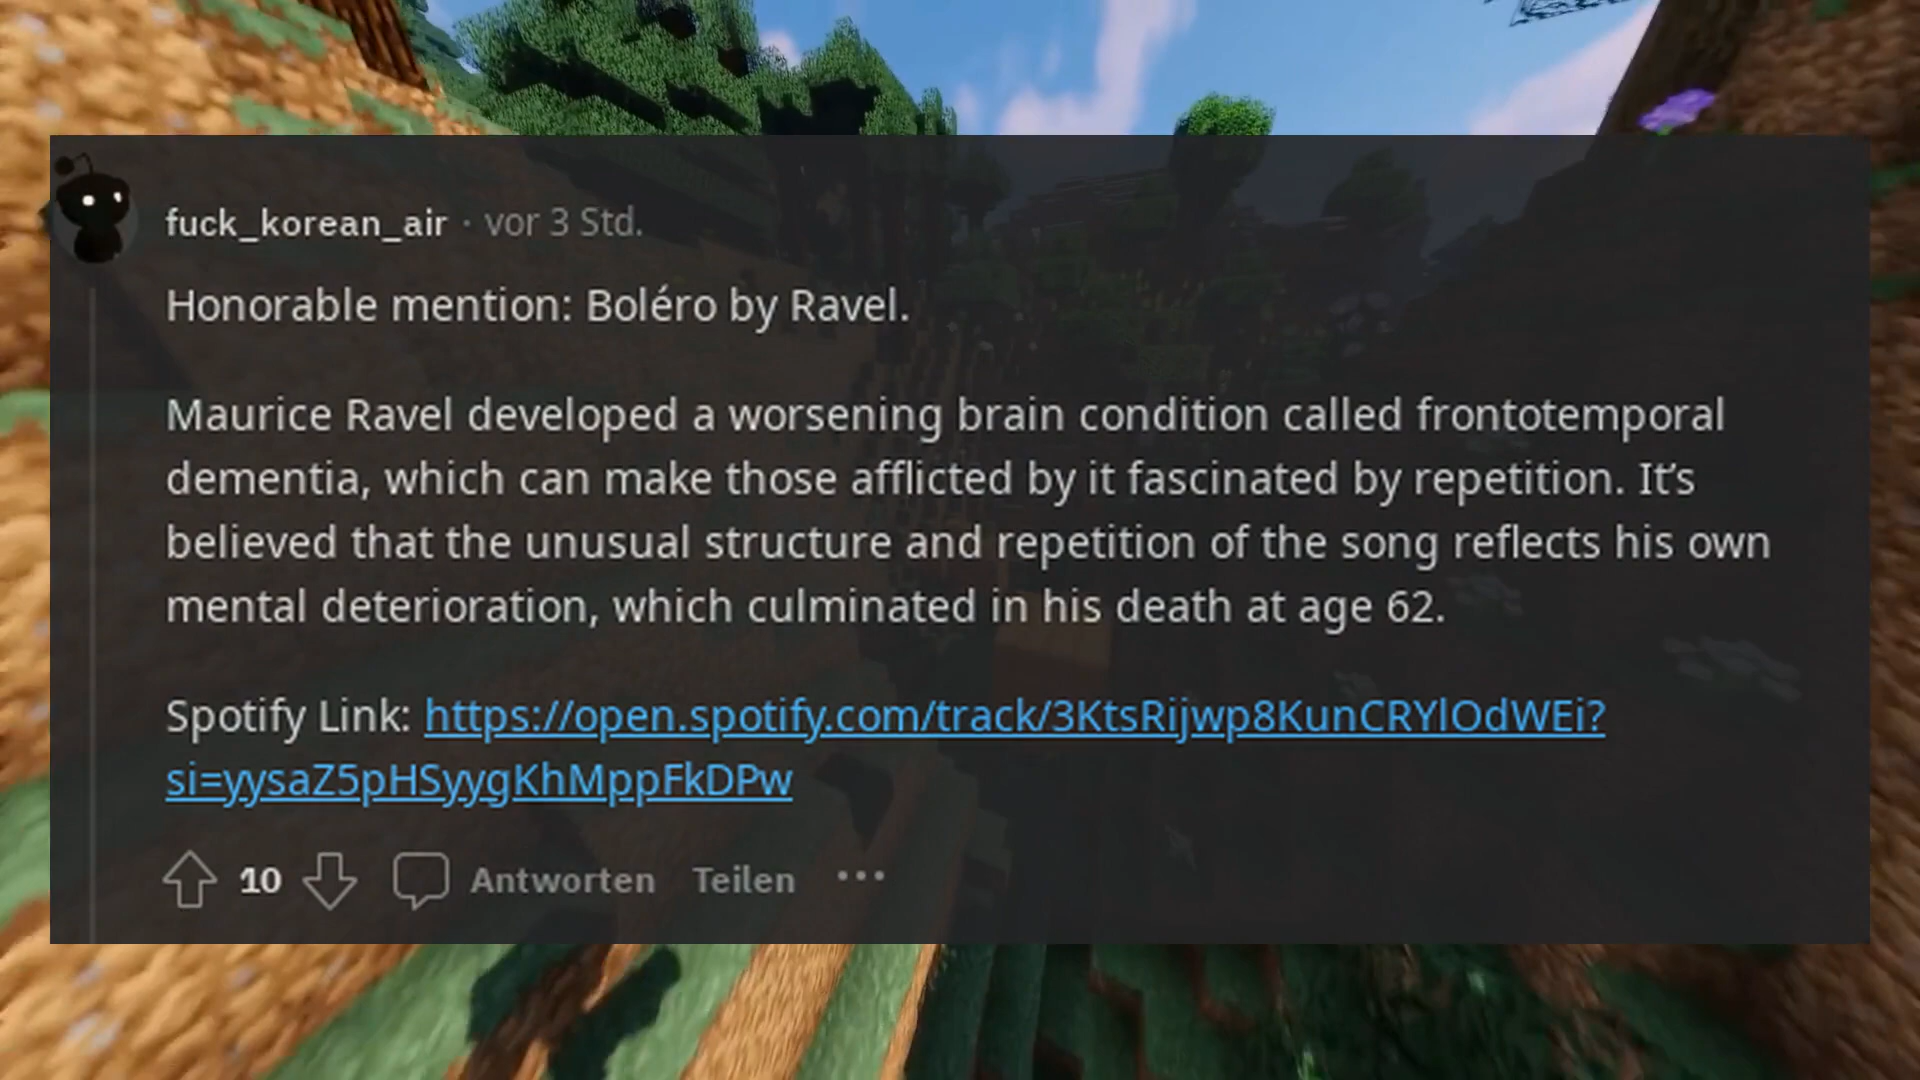 fuck_korean_air · vor 3 Std.
Honorable mention: Boléro by Ravel.
Maurice Ravel developed a worsening brain condition called frontotemporal
dementia, which can make those afflicted by it fascinated by repetition. It’s
believed that the unusual structure and repetition of the song reflects his own
mental deterioration, which culminated in his death at age 62.
Spotify Link: https://open.spotify.com/track/3KtsRijwp8KunCRYlOdWEi?
si=yysaZ5pHSyygKhMppFkDPw
10 Antworten Teilen •••